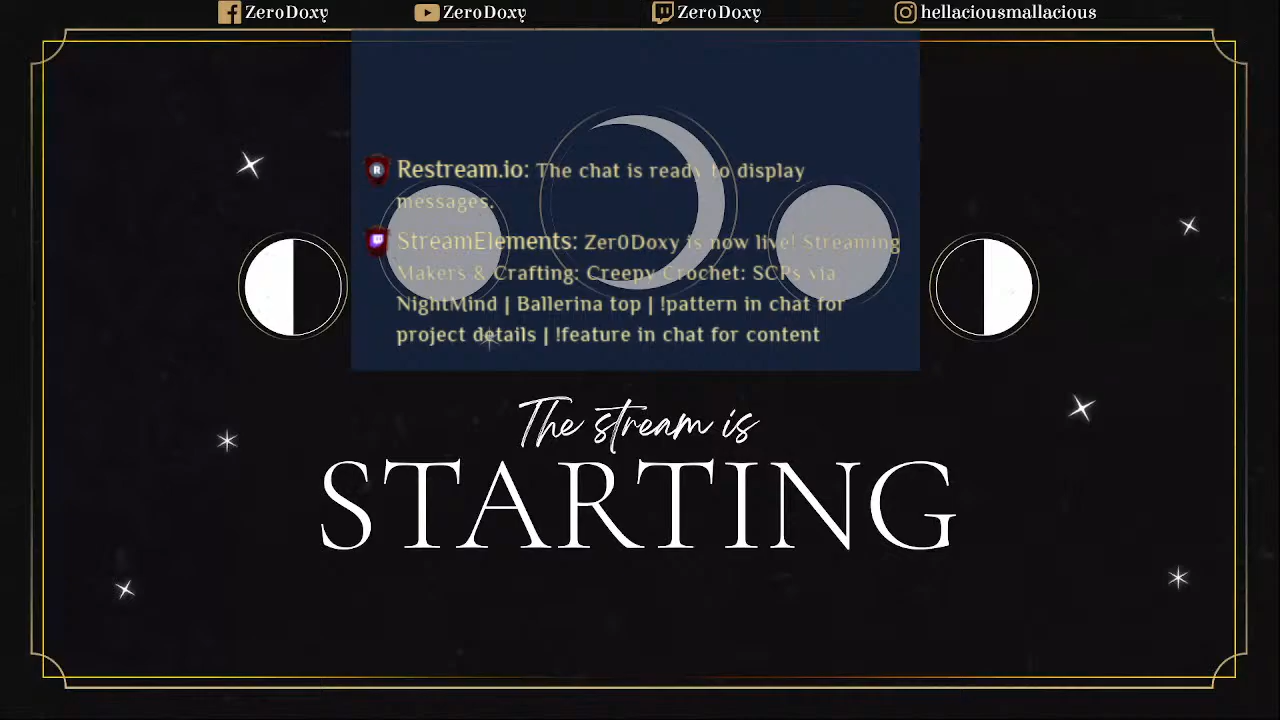 ZeroDoxy ZeroDoxy ZeroDoxy hellaciousmallacious
R Restream.io: The chat is ready to display
messages.
StreamElements: Zer0Doxy is now live! Streaming
Makers & Crafting: Creepy Crochet: SCPs via
NightMind | Ballerina top | !pattern in chat for
project details | !feature in chat for content
The stream is
STARTING